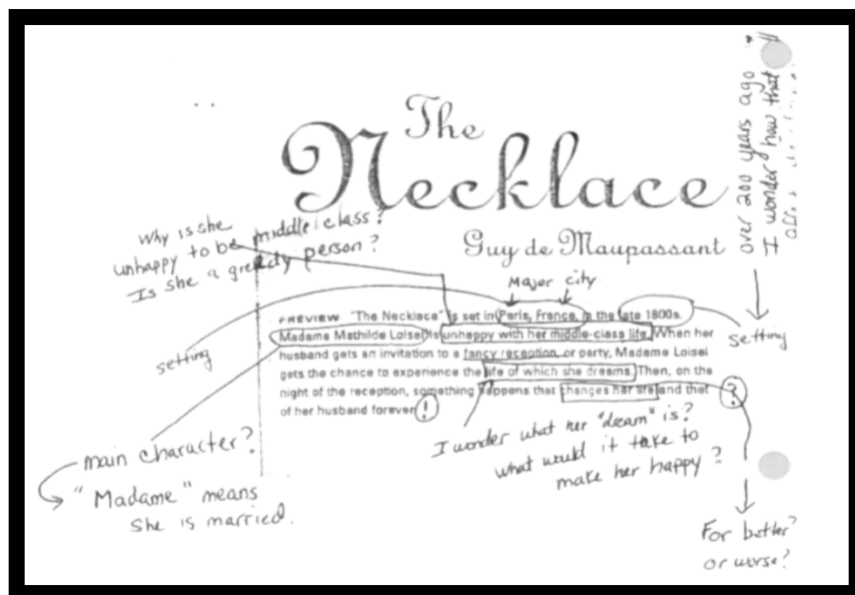 The
Necklace
Guy de Maupassant
over 200 years ago
I wonder how that
Why is she
unhappy to be middle class?
Is she a greedy person?
Major city
PREVIEW "The Necklace" is set in Paris, France, in the late 1800s.
Madame Mathilde Loisel is unhappy with her middle-class life. When her
husband gets an invitation to a fancy reception, or party, Madame Loisel
gets the chance to experience the life of which she dreams. Then, on the
night of the reception, something happens that changes her life and that
of her husband forever!
?
setting
setting
main character?
"Madame" means
She is married.
I wonder what her "dream" is?
what would it take to
make her happy?
For better?
or worse?